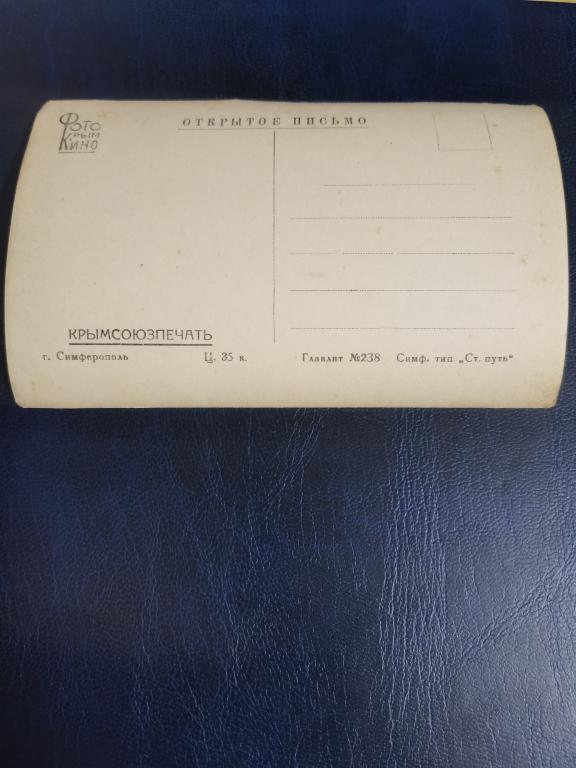 ФОТО
КРЫМ
КИНО
ОТКРЫТОЕ ПИСЬМО
КРЫМСОЮЗПЕЧАТЬ
г. Симферополь Ц. 35 к. Главлит №238 Симф. тип. „Ст. путь“